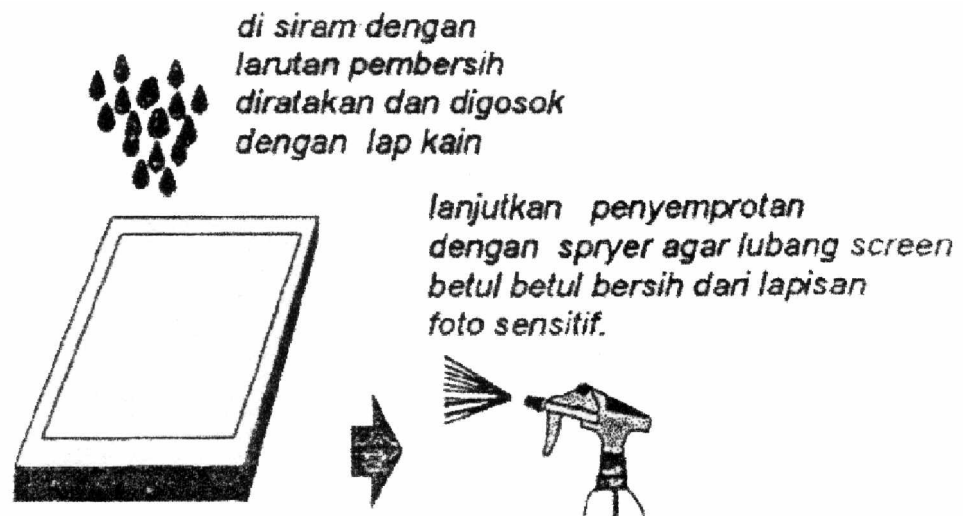 di siram dengan
larutan pembersih
diratakan dan digosok
dengan lap kain
lanjutkan penyemprotan
dengan spryer agar lubang screen
betul betul bersih dari lapisan
foto sensitif.